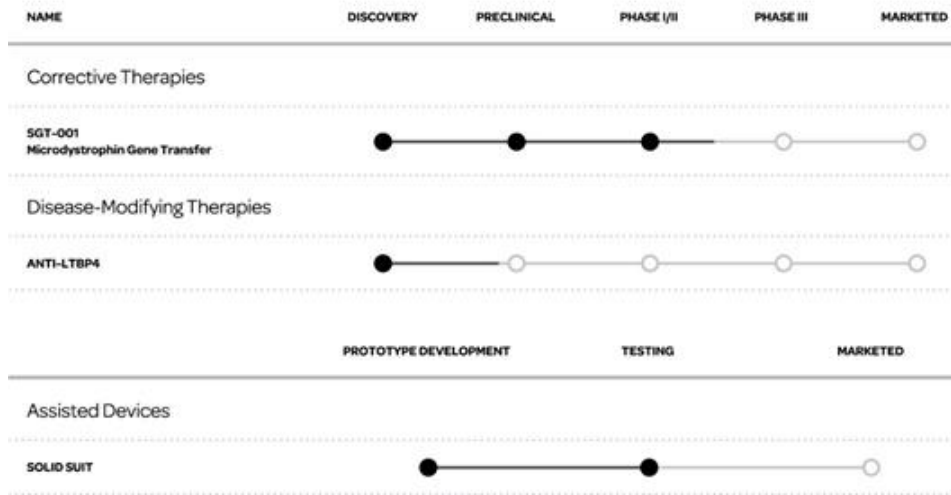 NAME DISCOVERY PRECLINICAL PHASE I/II PHASE III MARKETED
Corrective Therapies
SGT-001
Microdystrophin Gene Transfer
Disease-Modifying Therapies
ANTI-LTBP4
PROTOTYPE DEVELOPMENT TESTING MARKETED
Assisted Devices
SOLID SUIT